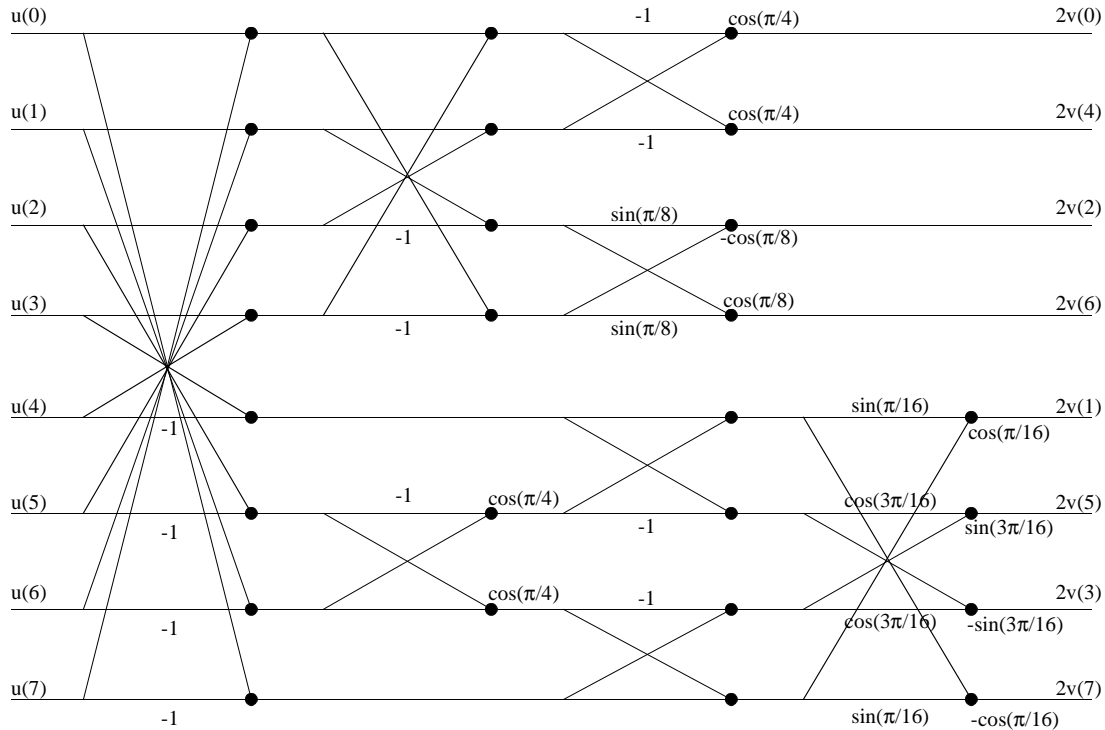 u(0) -1 cos(π/4) 2v(0)
u(1) cos(π/4) 2v(4)
-1
u(2) sin(π/8) 2v(2)
-1 -cos(π/8)
u(3) cos(π/8) 2v(6)
-1 sin(π/8)
u(4) sin(π/16) 2v(1)
-1 cos(π/16)
u(5) -1 cos(π/4) cos(3π/16) 2v(5)
-1 -1 sin(3π/16)
u(6) cos(π/4) -1 2v(3)
-1 cos(3π/16) -sin(3π/16)
u(7) 2v(7)
-1 sin(π/16) -cos(π/16)